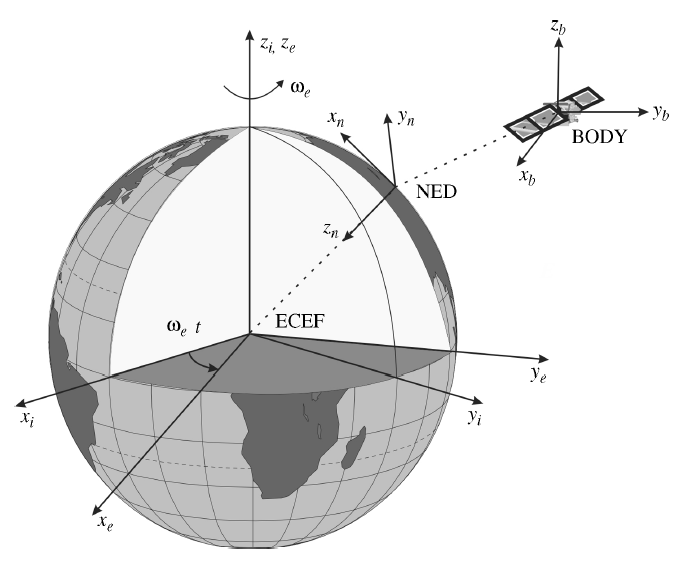 z_i, z_e
ω_e
z_b
y_b
BODY
x_b
x_n
y_n
NED
z_n
ECEF
ω_e t
x_i
y_e
y_i
x_e